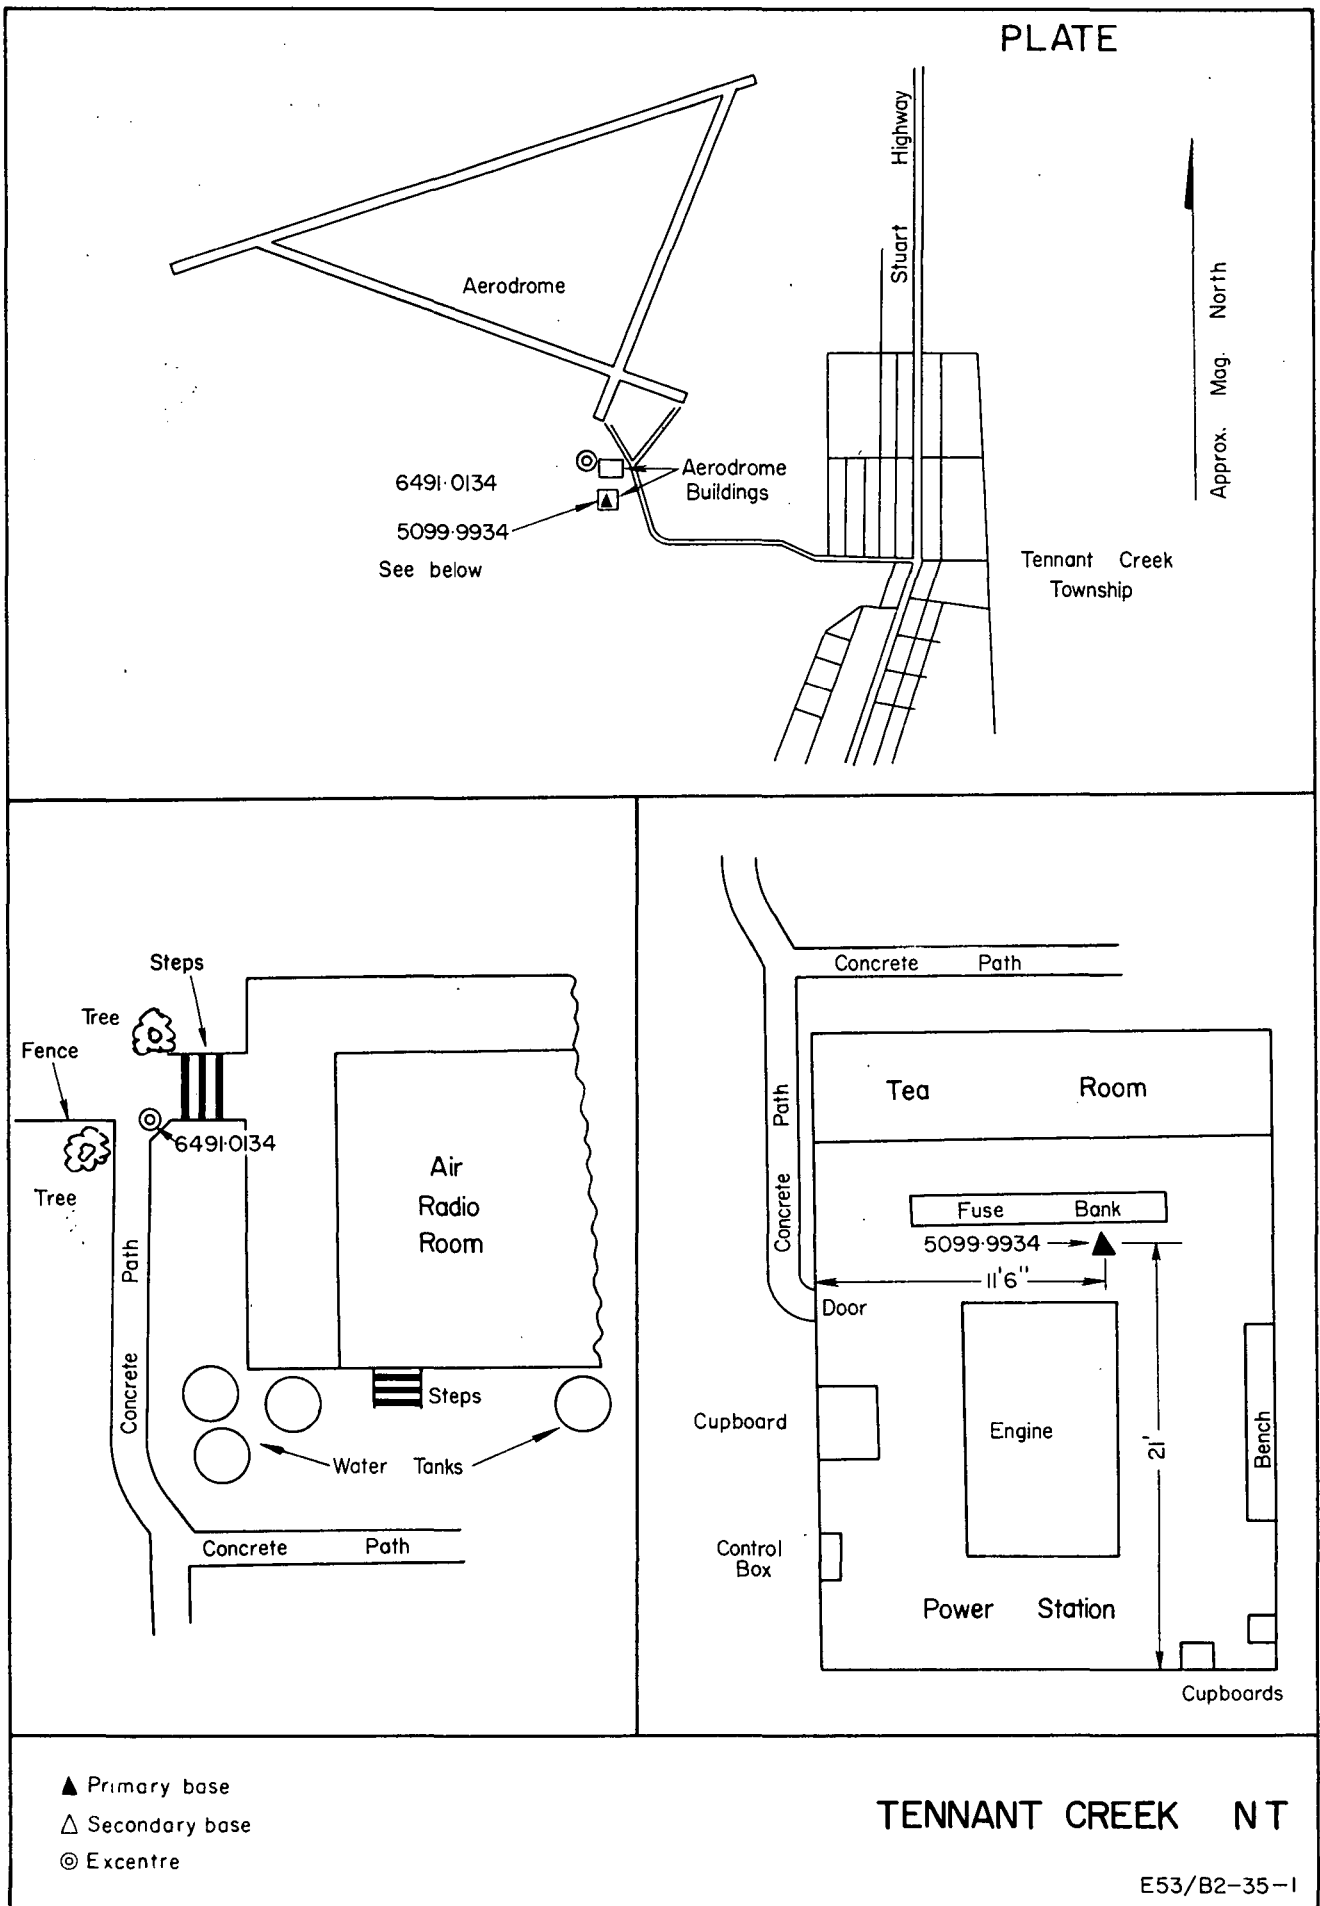 PLATE
Stuart Highway
Approx. Mag. North
Aerodrome
6491·0134
Aerodrome
Buildings
5099·9934
See below
Tennant Creek
Township
Steps
Tree
Fence
6491·0134
Tree
Air
Radio
Room
Concrete Path
Steps
Water Tanks
Concrete Path
Concrete Path
Concrete Path
Tea Room
Fuse Bank
5099·9934
11'6"
Door
Cupboard
Engine
21'
Bench
Control
Box
Power Station
Cupboards
Primary base
Secondary base
Excentre
TENNANT CREEK NT
E53/B2-35-1